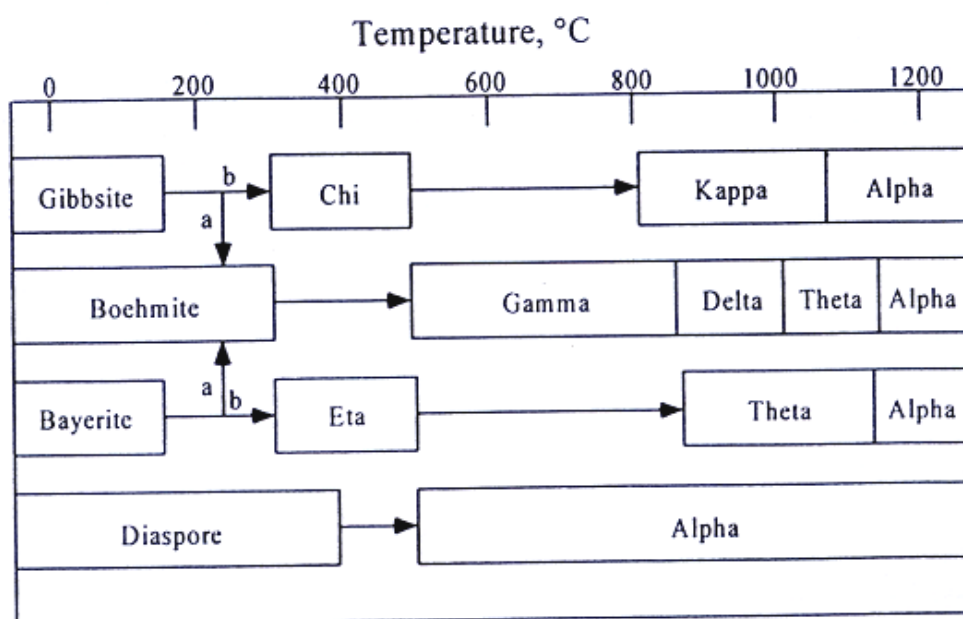 Temperature, °C
0 200 400 600 800 1000 1200
Gibbsite b Chi Kappa Alpha
a
Boehmite Gamma Delta Theta Alpha
a
Bayerite b Eta Theta Alpha
Diaspore Alpha